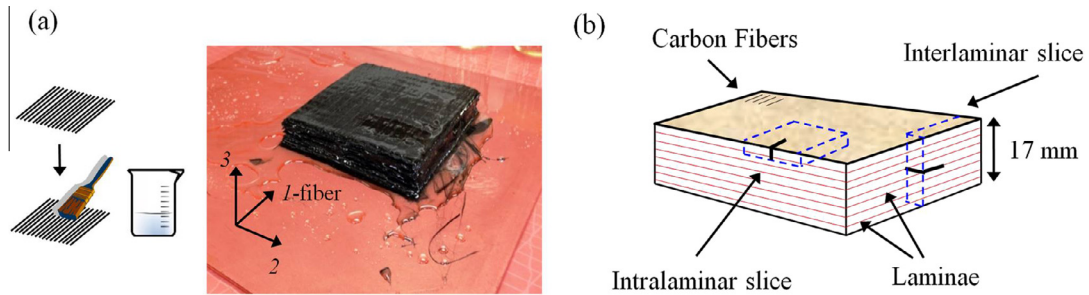 (a)
3
1-fiber
2
(b)
Carbon Fibers
Interlaminar slice
17 mm
Intralaminar slice
Laminae